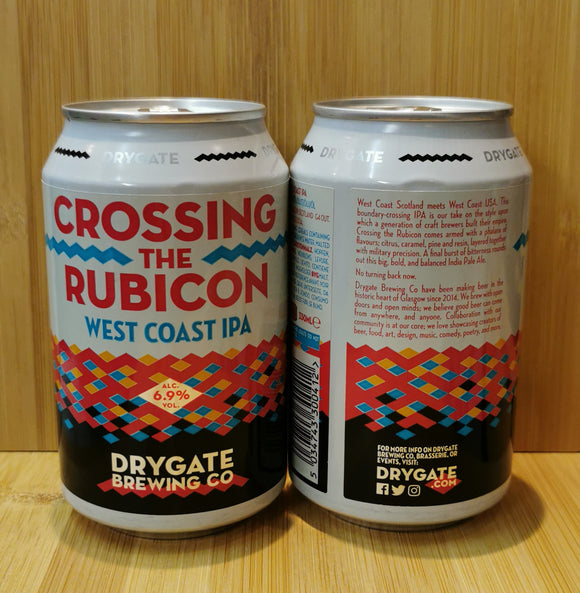 DRYGATE
CROSSING
THE
RUBICON
WEST COAST IPA
ALC.
6.9%
VOL.
DRYGATE
BREWING CO
DRYGATE
DRYGATE
330ML℮
5 034743 300412 >
West Coast Scotland meets West Coast USA. This
boundary-crossing IPA is our take on the style upon
which a generation of craft brewers built their empire.
Crossing the Rubicon comes armed with a phalanx of
flavours; citrus, caramel, pine and resin, layered together
with military precision. A final burst of bitterness rounds
out this big, bold, and balanced India Pale Ale.
No turning back now.
Drygate Brewing Co have been making beer in the
historic heart of Glasgow since 2014. We brew with open
doors and open minds; we believe good beer can come
from anywhere, and anyone. Collaboration with our
community is at our core; we love showcasing creators of
beer, food, art, design, music, comedy, poetry, and more.
FOR MORE INFO ON DRYGATE
BREWING CO, BRASSERIE, OR
EVENTS, VISIT:
DRYGATE
.COM